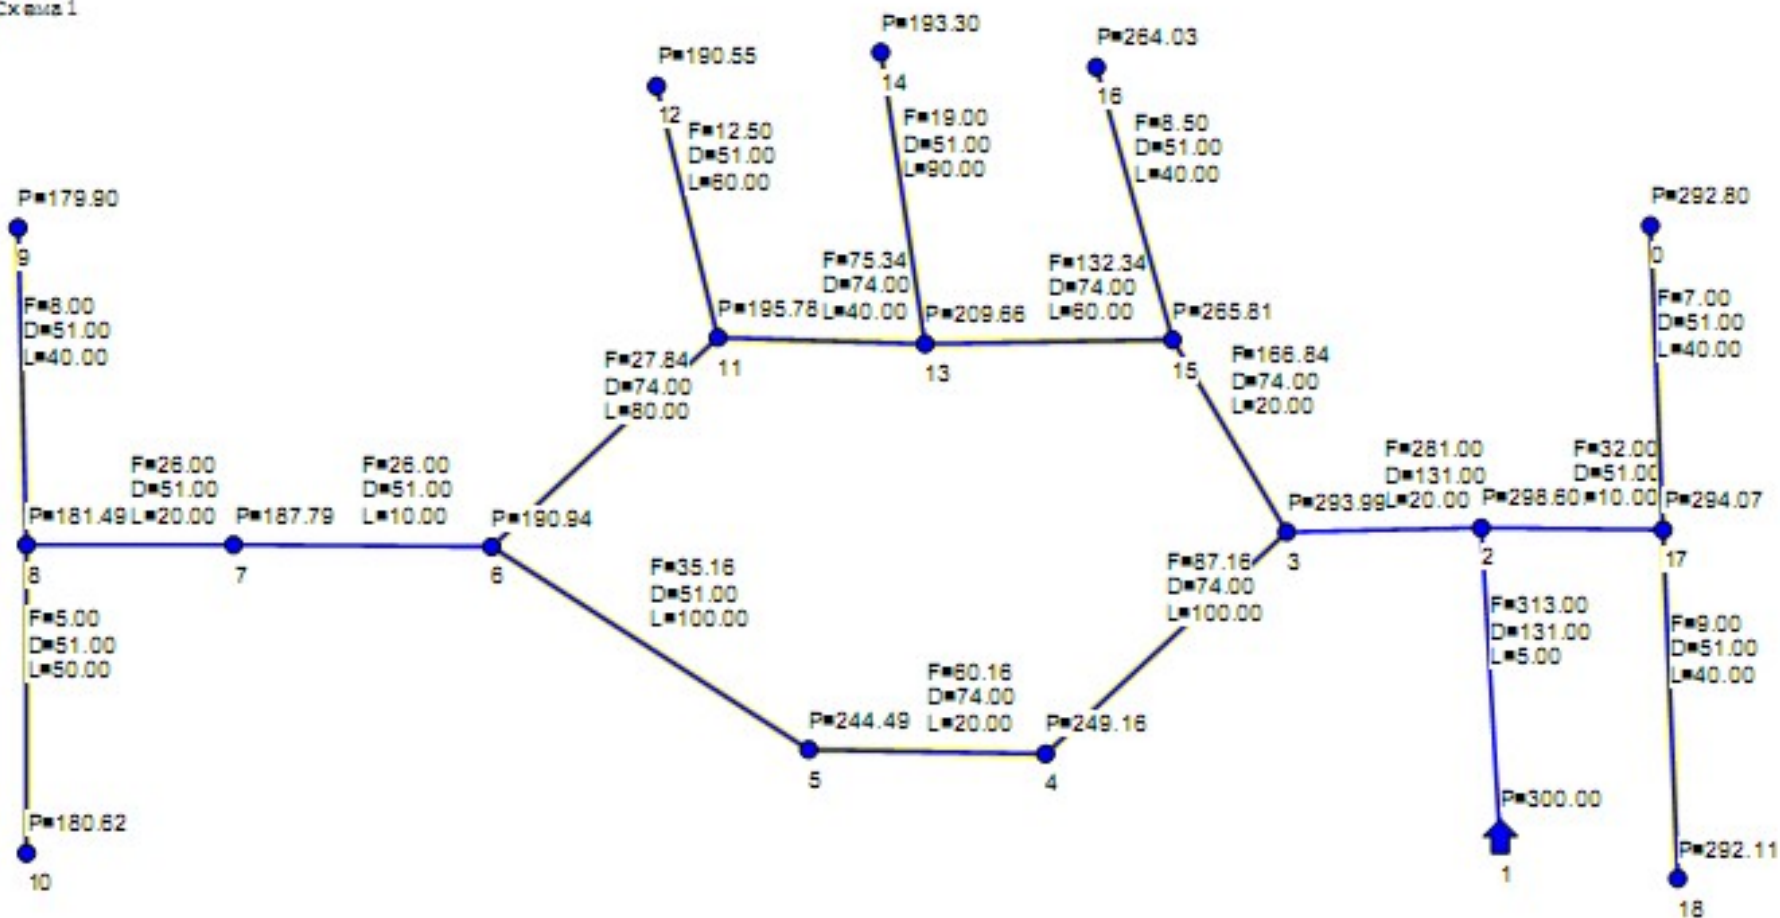 Схема 1
P=193.30
14
P=264.03
16
P=190.55
12
F=12.50
D=51.00
L=60.00
F=19.00
D=51.00
L=90.00
F=8.50
D=51.00
L=40.00
P=179.90
9
F=8.00
D=51.00
L=40.00
P=292.80
0
F=7.00
D=51.00
L=40.00
F=75.34
D=74.00
L=40.00
F=132.34
D=74.00
L=60.00
P=195.78
11
P=209.66
13
P=265.81
15
F=27.84
D=74.00
L=80.00
F=166.84
D=74.00
L=20.00
F=26.00
D=51.00
L=20.00
F=26.00
D=51.00
L=10.00
P=181.49
8
P=187.79
7
P=190.94
6
F=281.00
D=131.00
L=20.00
F=32.00
D=51.00
=10.00
P=293.99
3
P=298.60
2
P=294.07
17
F=5.00
D=51.00
L=50.00
F=35.16
D=51.00
L=100.00
F=87.16
D=74.00
L=100.00
F=313.00
D=131.00
L=5.00
F=9.00
D=51.00
L=40.00
F=60.16
D=74.00
L=20.00
P=244.49
5
P=249.16
4
P=180.62
10
P=300.00
1
P=292.11
18